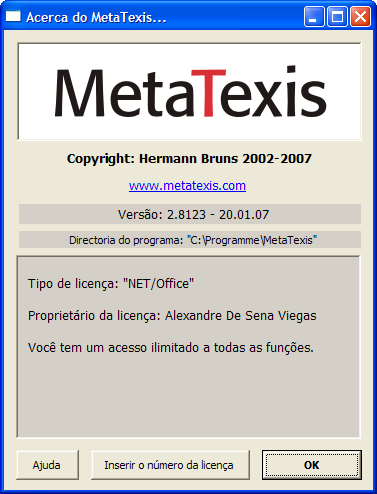 Acerca do MetaTexis...
MetaTexis
Copyright: Hermann Bruns 2002-2007
www.metatexis.com
Versão: 2.8123 - 20.01.07
Directoria do programa: "C:\Programme\MetaTexis"
Tipo de licença: "NET/Office"
Proprietário da licença: Alexandre De Sena Viegas
Você tem um acesso ilimitado a todas as funções.
Ajuda
Inserir o número da licença
OK